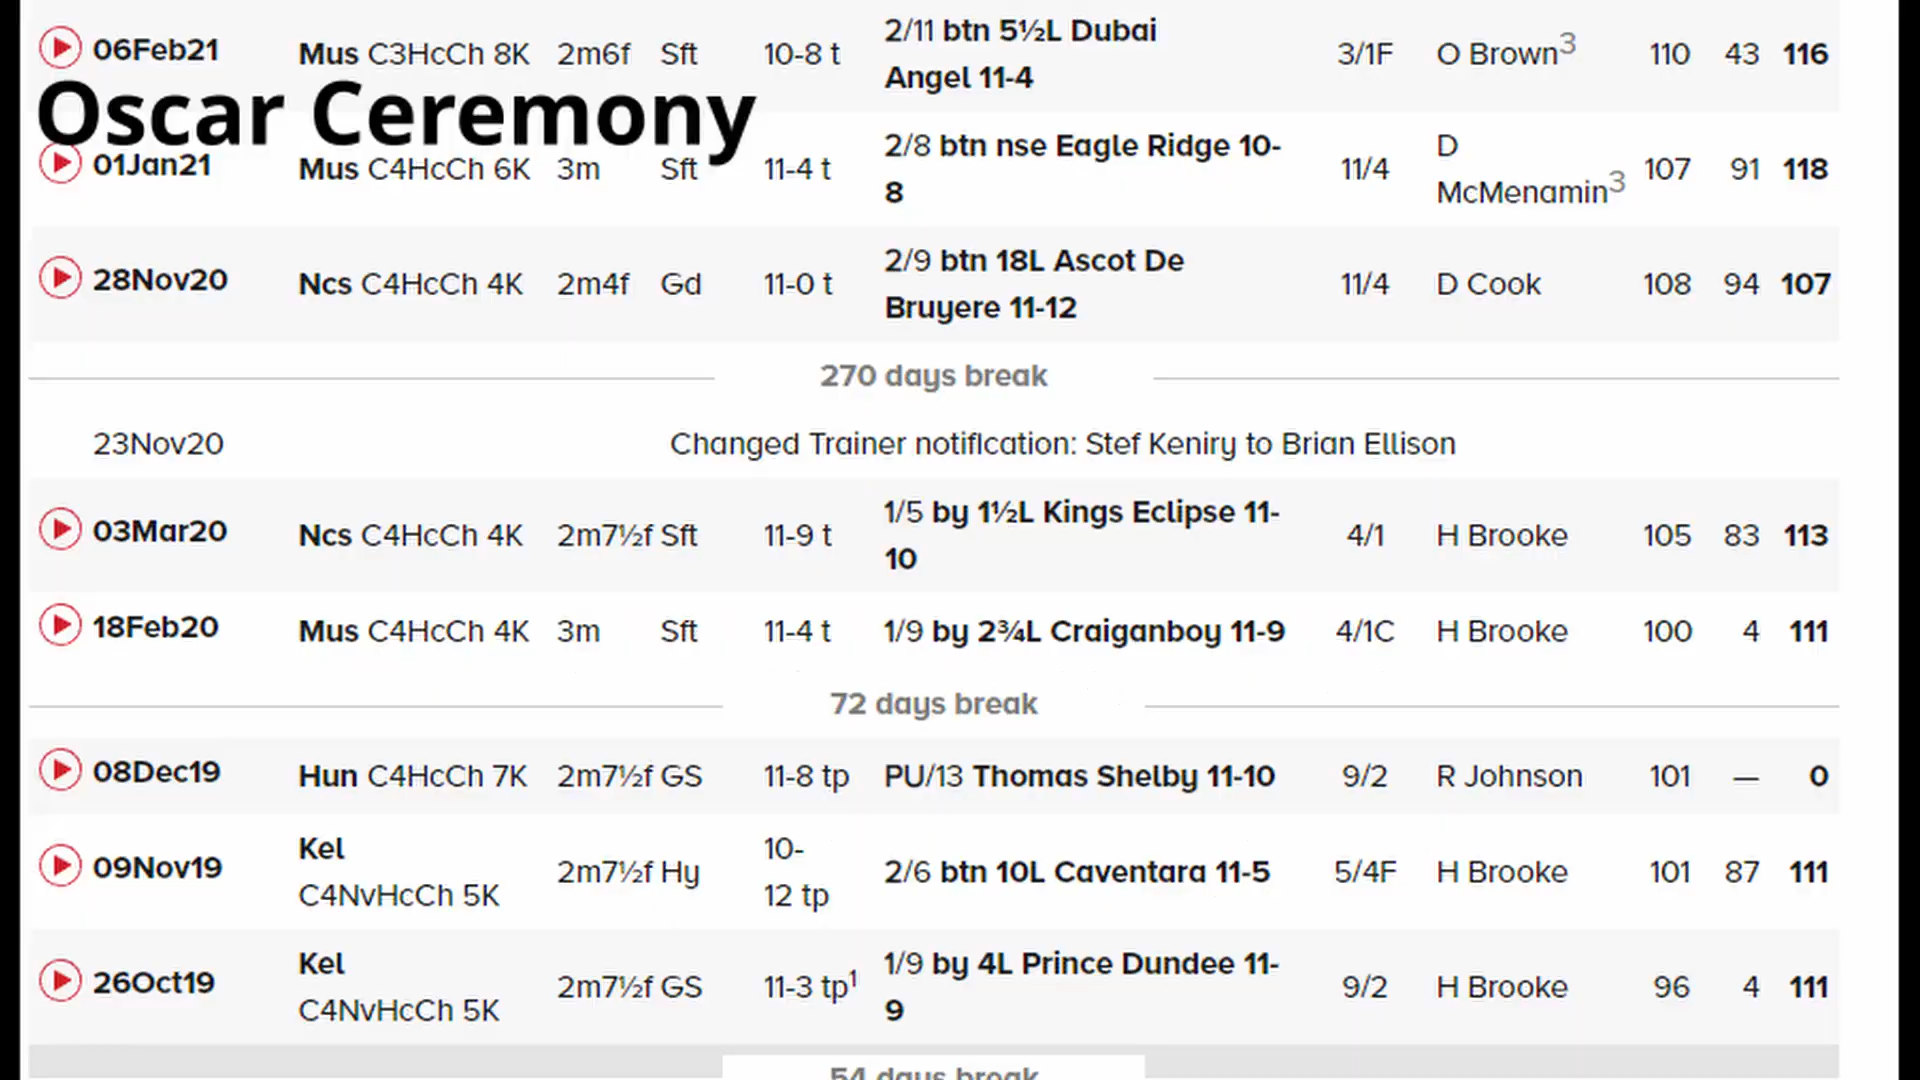 06Feb21 Mus C3HcCh 8K 2m6f Sft 10-8 t 2/11 btn 5½L Dubai Angel 11-4 3/1F O Brown3 110 43 116
Oscar Ceremony
01Jan21 Mus C4HcCh 6K 3m Sft 11-4 t 2/8 btn nse Eagle Ridge 10-8 11/4 D McMenamin3 107 91 118
28Nov20 Ncs C4HcCh 4K 2m4f Gd 11-0 t 2/9 btn 18L Ascot De Bruyere 11-12 11/4 D Cook 108 94 107
270 days break
23Nov20 Changed Trainer notification: Stef Keniry to Brian Ellison
03Mar20 Ncs C4HcCh 4K 2m7½f Sft 11-9 t 1/5 by 1½L Kings Eclipse 11-10 4/1 H Brooke 105 83 113
18Feb20 Mus C4HcCh 4K 3m Sft 11-4 t 1/9 by 2¾L Craiganboy 11-9 4/1C H Brooke 100 4 111
72 days break
08Dec19 Hun C4HcCh 7K 2m7½f GS 11-8 tp PU/13 Thomas Shelby 11-10 9/2 R Johnson 101 — 0
09Nov19 Kel C4NvHcCh 5K 2m7½f Hy 10-12 tp 2/6 btn 10L Caventara 11-5 5/4F H Brooke 101 87 111
26Oct19 Kel C4NvHcCh 5K 2m7½f GS 11-3 tp1 1/9 by 4L Prince Dundee 11-9 9/2 H Brooke 96 4 111
54 days break